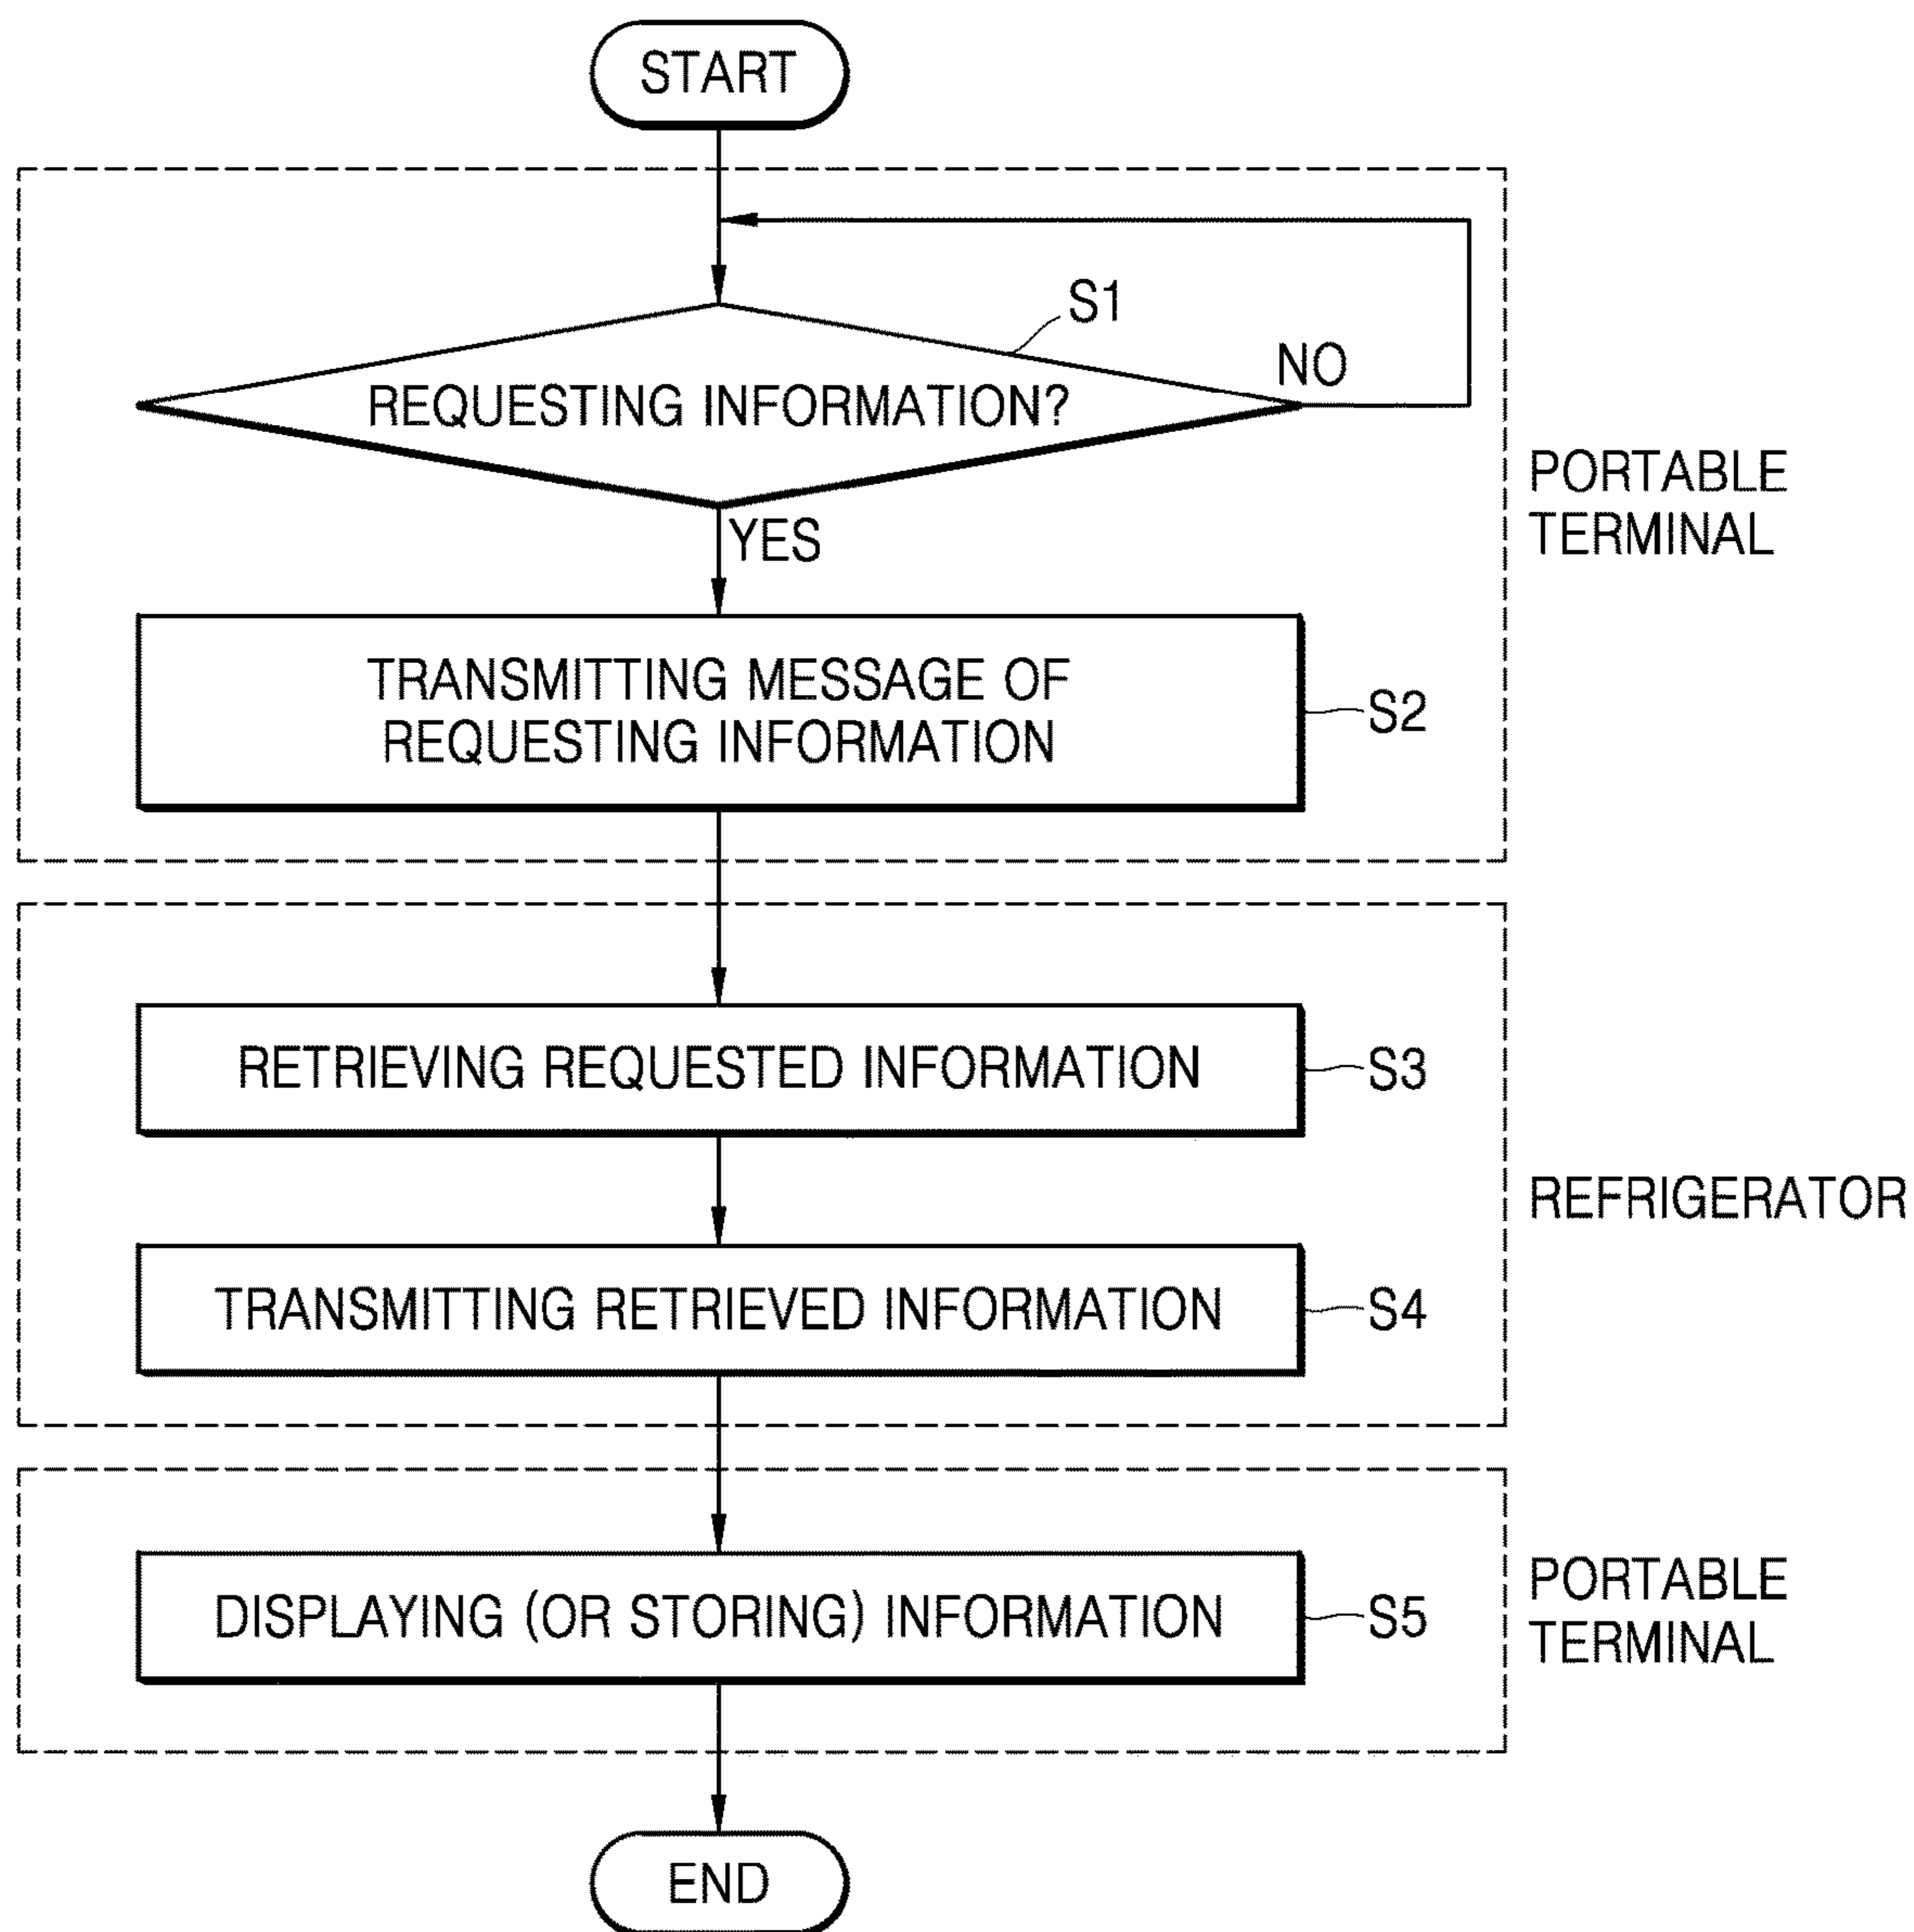 START
S1
NO
REQUESTING INFORMATION?
PORTABLE
TERMINAL
YES
TRANSMITTING MESSAGE OF
REQUESTING INFORMATION
S2
RETRIEVING REQUESTED INFORMATION
S3
REFRIGERATOR
TRANSMITTING RETRIEVED INFORMATION
S4
DISPLAYING (OR STORING) INFORMATION
S5
PORTABLE
TERMINAL
END